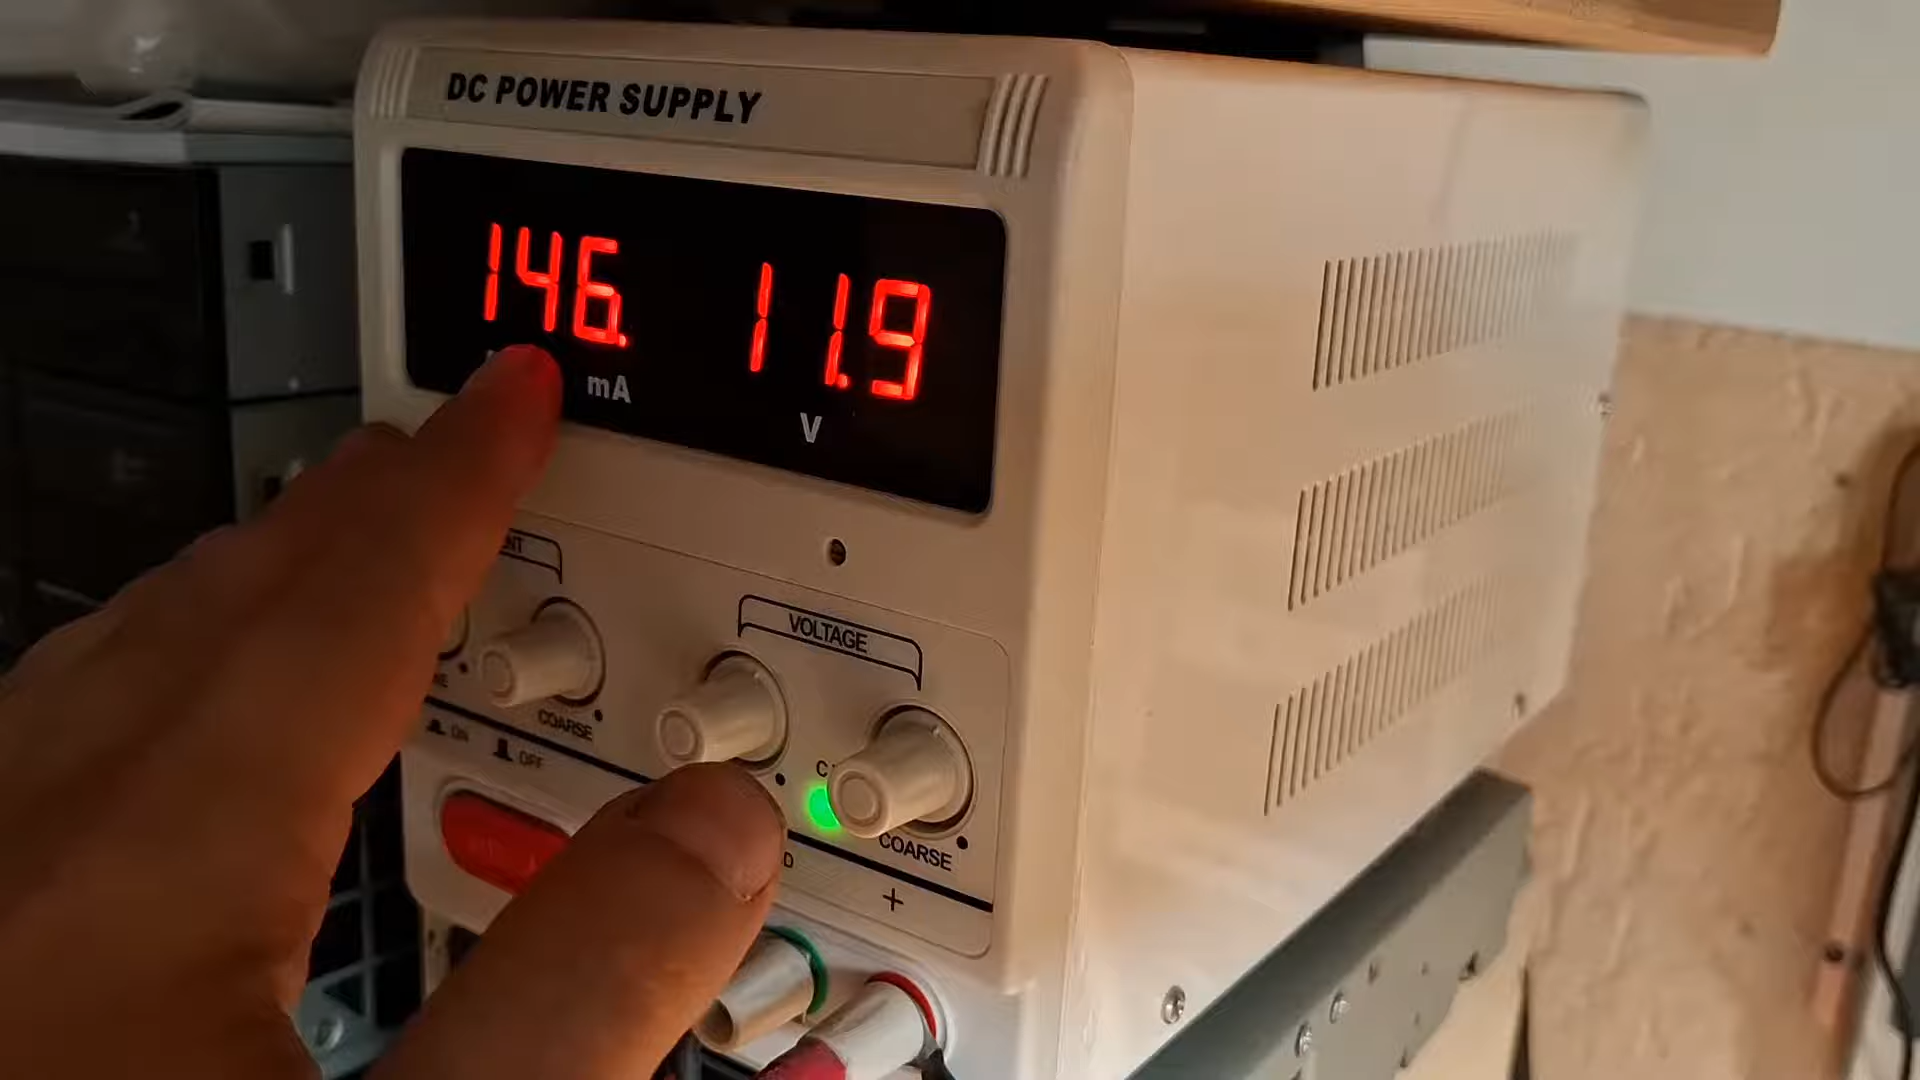 DC POWER SUPPLY
146. 11.9
mA
V
VOLTAGE
COARSE
ON
OFF
COARSE
+